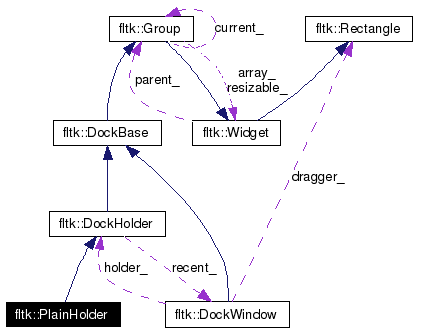 fltk::Group
current_
fltk::Rectangle
parent_
array_
resizable_
fltk::DockBase
fltk::Widget
dragger_
fltk::DockHolder
holder_
recent_
fltk::PlainHolder
fltk::DockWindow